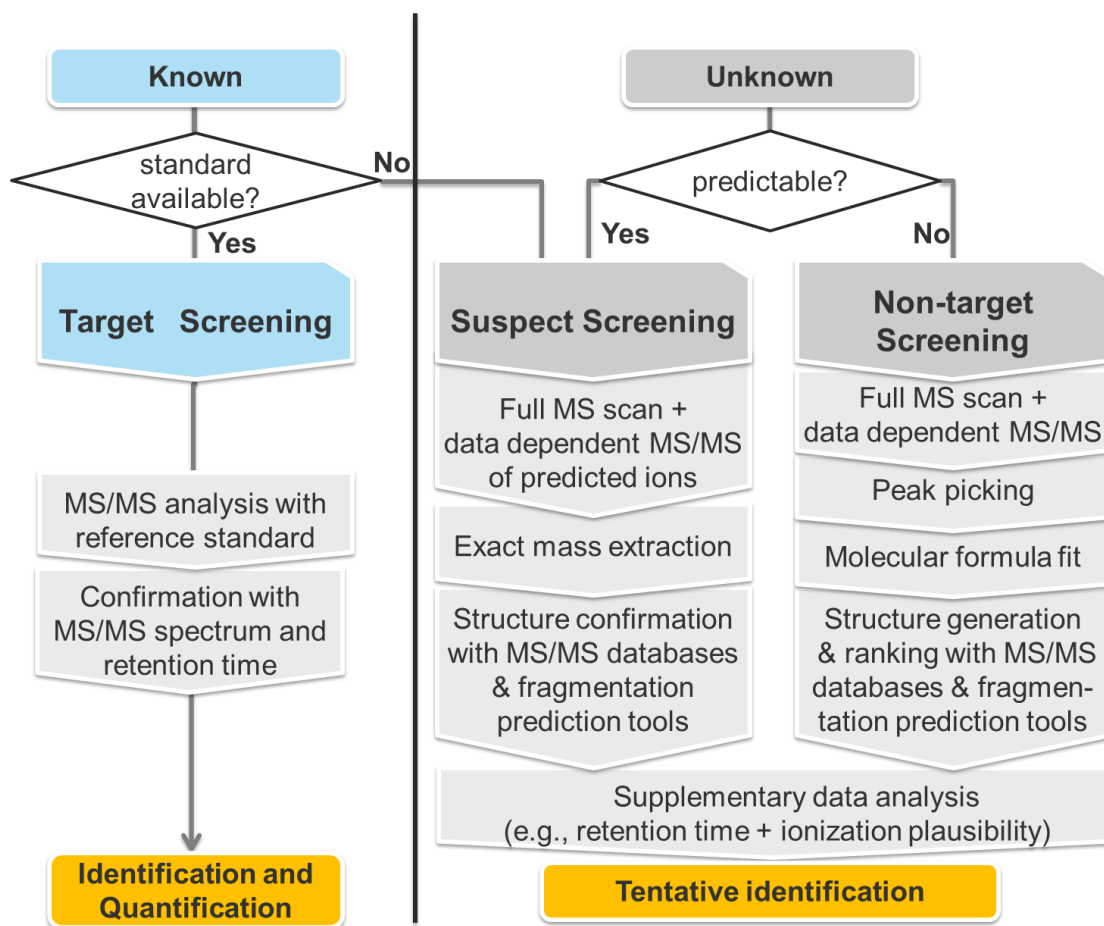 Known
standard
available?
No
Yes
Target Screening
MS/MS analysis with
reference standard
Confirmation with
MS/MS spectrum and
retention time
Identification and
Quantification
Unknown
predictable?
Yes
No
Suspect Screening
Full MS scan +
data dependent MS/MS
of predicted ions
Exact mass extraction
Structure confirmation
with MS/MS databases
& fragmentation
prediction tools
Non-target
Screening
Full MS scan +
data dependent MS/MS
Peak picking
Molecular formula fit
Structure generation
& ranking with MS/MS
databases & fragmen-
tation prediction tools
Supplementary data analysis
(e.g., retention time + ionization plausibility)
Tentative identification